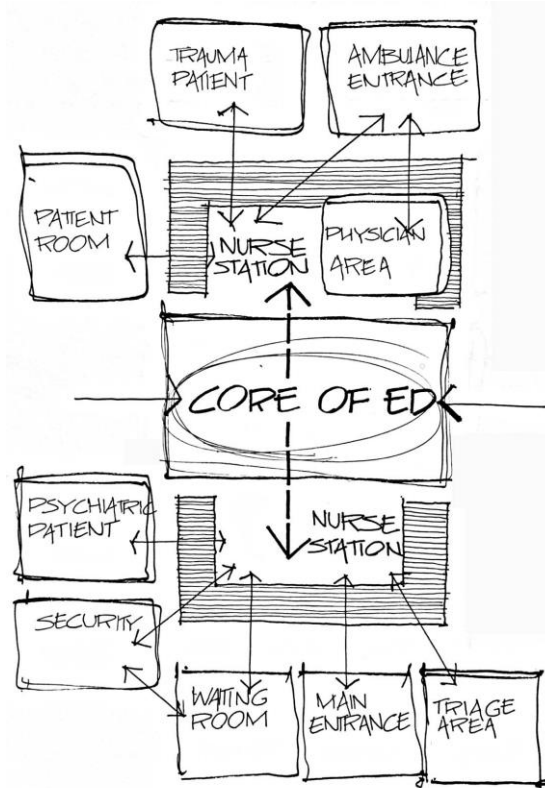 TRAUMA
PATIENT
AMBULANCE
ENTRANCE
PATIENT
ROOM
NURSE
STATION
PHYSICIAN
AREA
CORE OF ED
PSYCHIATRIC
PATIENT
NURSE
STATION
SECURITY
WAITING
ROOM
MAIN
ENTRANCE
TRIAGE
AREA